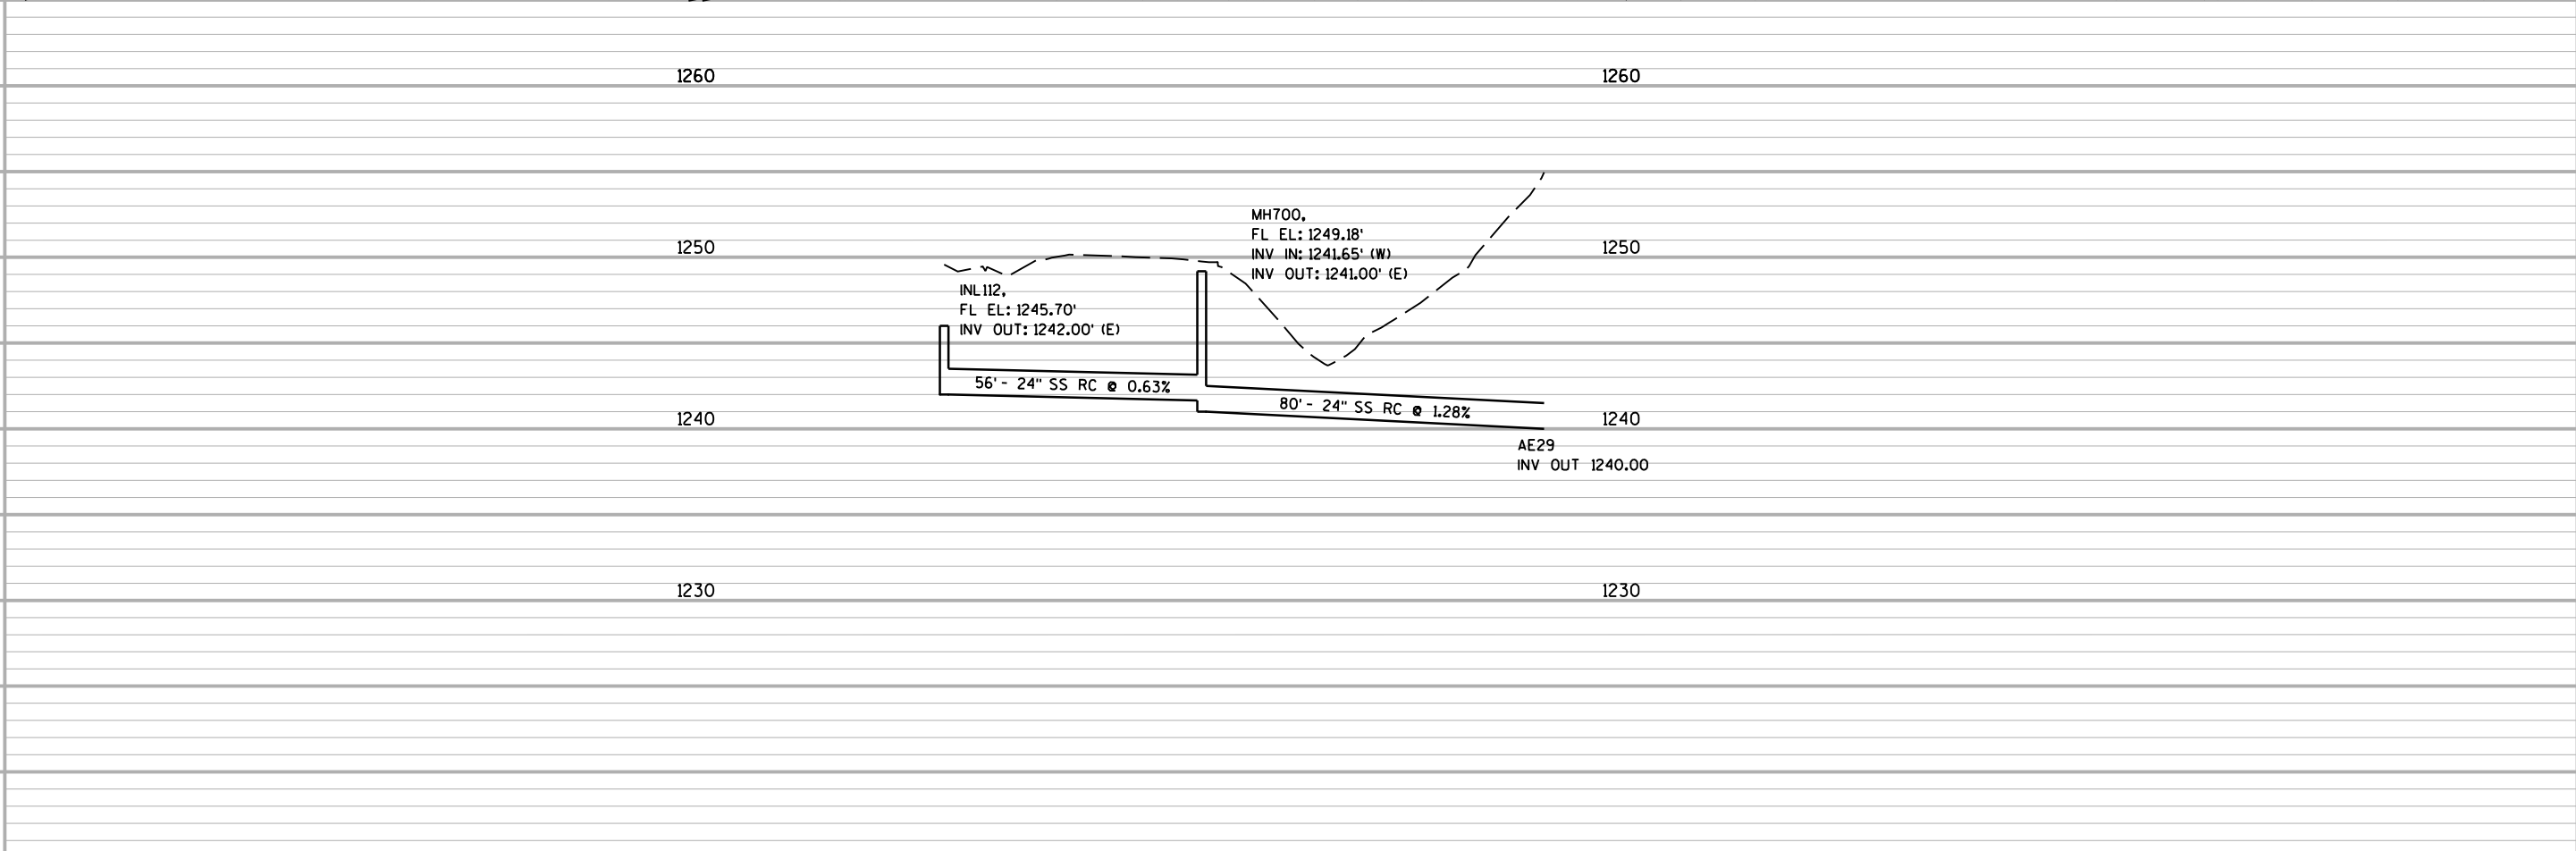 1260 1260
MH700,
FL EL: 1249.18'
1250 1250
INV IN: 1241.65' (W)
INV OUT: 1241.00' (E)
INL112,
FL EL: 1245.70'
INV OUT: 1242.00' (E)
56' - 24" SS RC @ 0.63%
80' - 24" SS RC @ 1.28%
1240 1240
AE29
INV OUT 1240.00
1230 1230